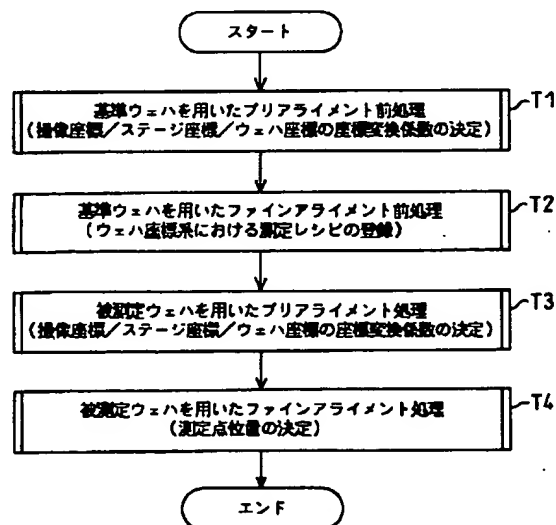 スタート
基準ウェハを用いたプリアライメント前処理
(撮像座標/ステージ座標/ウェハ座標の座標変換係数の決定)
T1
基準ウェハを用いたファインアライメント前処理
(ウェハ座標系における測定レシピの登録)
T2
被測定ウェハを用いたプリアライメント処理
(撮像座標/ステージ座標/ウェハ座標の座標変換係数の決定)
T3
被測定ウェハを用いたファインアライメント処理
(測定点位置の決定)
T4
エンド